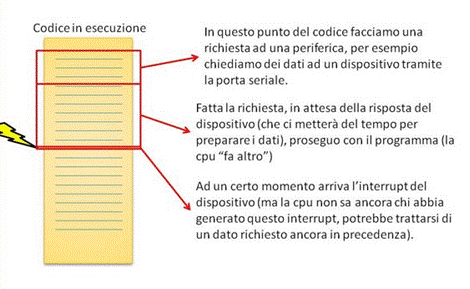 Codice in esecuzione
In questo punto del codice facciamo una
richiesta ad una periferica, per esempio
chiediamo dei dati ad un dispositivo tramite
la porta seriale.
Fatta la richiesta, in attesa della risposta del
dispositivo (che ci metterà del tempo per
preparare i dati), proseguo con il programma (la
cpu “fa altro”)
Ad un certo momento arriva l’interrupt del
dispositivo (ma la cpu non sa ancora chi abbia
generato questo interrupt, potrebbe trattarsi di
un dato richiesto ancora in precedenza).